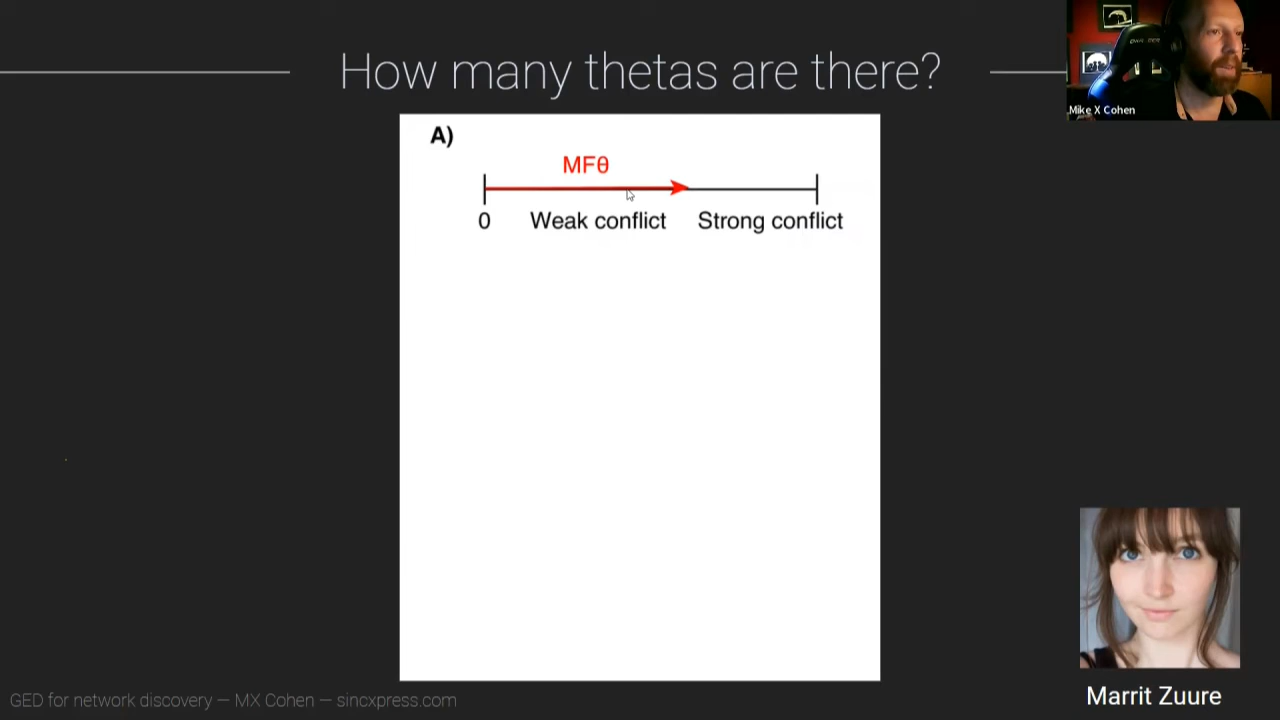 How many thetas are there?
Mike X Cohen
A)
MFθ
0 Weak conflict Strong conflict
Marrit Zuure
GED for network discovery — MX Cohen — sincxpress.com